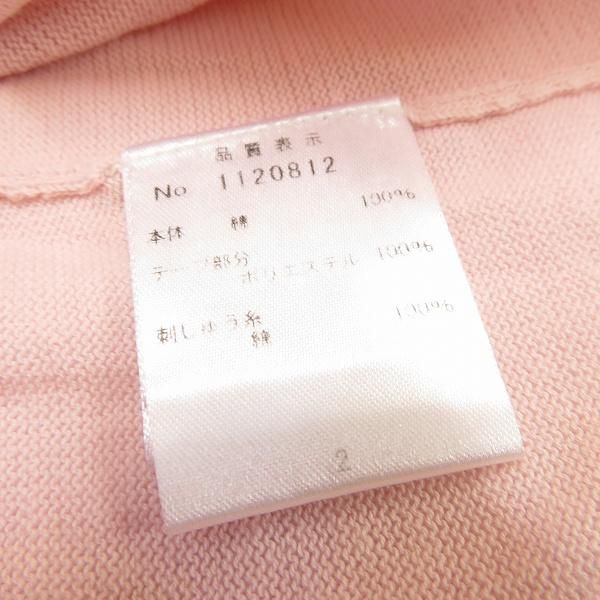 品質表示
No 1120812
本体 綿 100%
テープ部分
ポリエステル 100%
刺しゅう糸 100%
綿
2